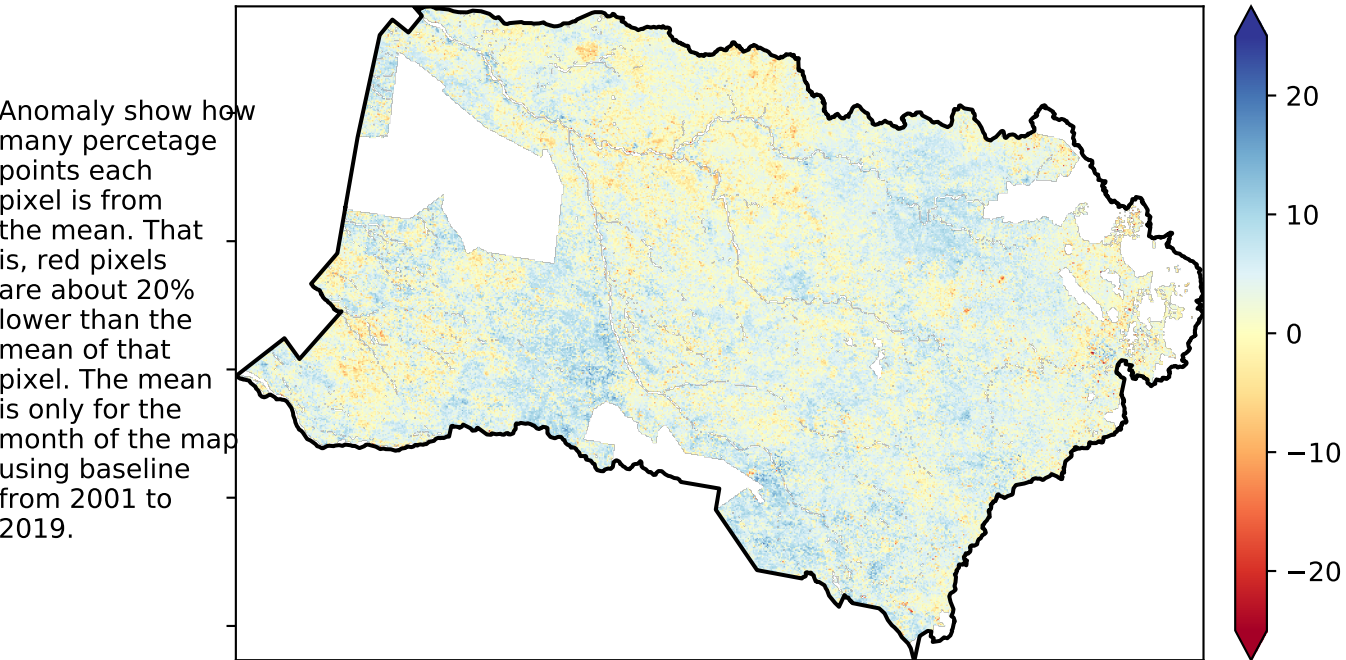 Anomaly show how
many percetage
points each
pixel is from
the mean. That
is, red pixels
are about 20%
lower than the
mean of that
pixel. The mean
is only for the
month of the map
using baseline
from 2001 to
2019.
20
10
0
−10
−20